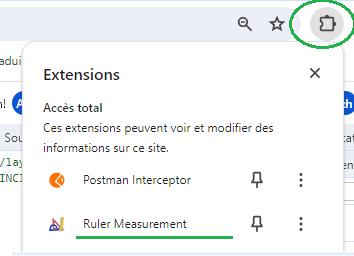 Extensions
Accès total
Ces extensions peuvent voir et modifier des
informations sur ce site.
Postman Interceptor
Ruler Measurement